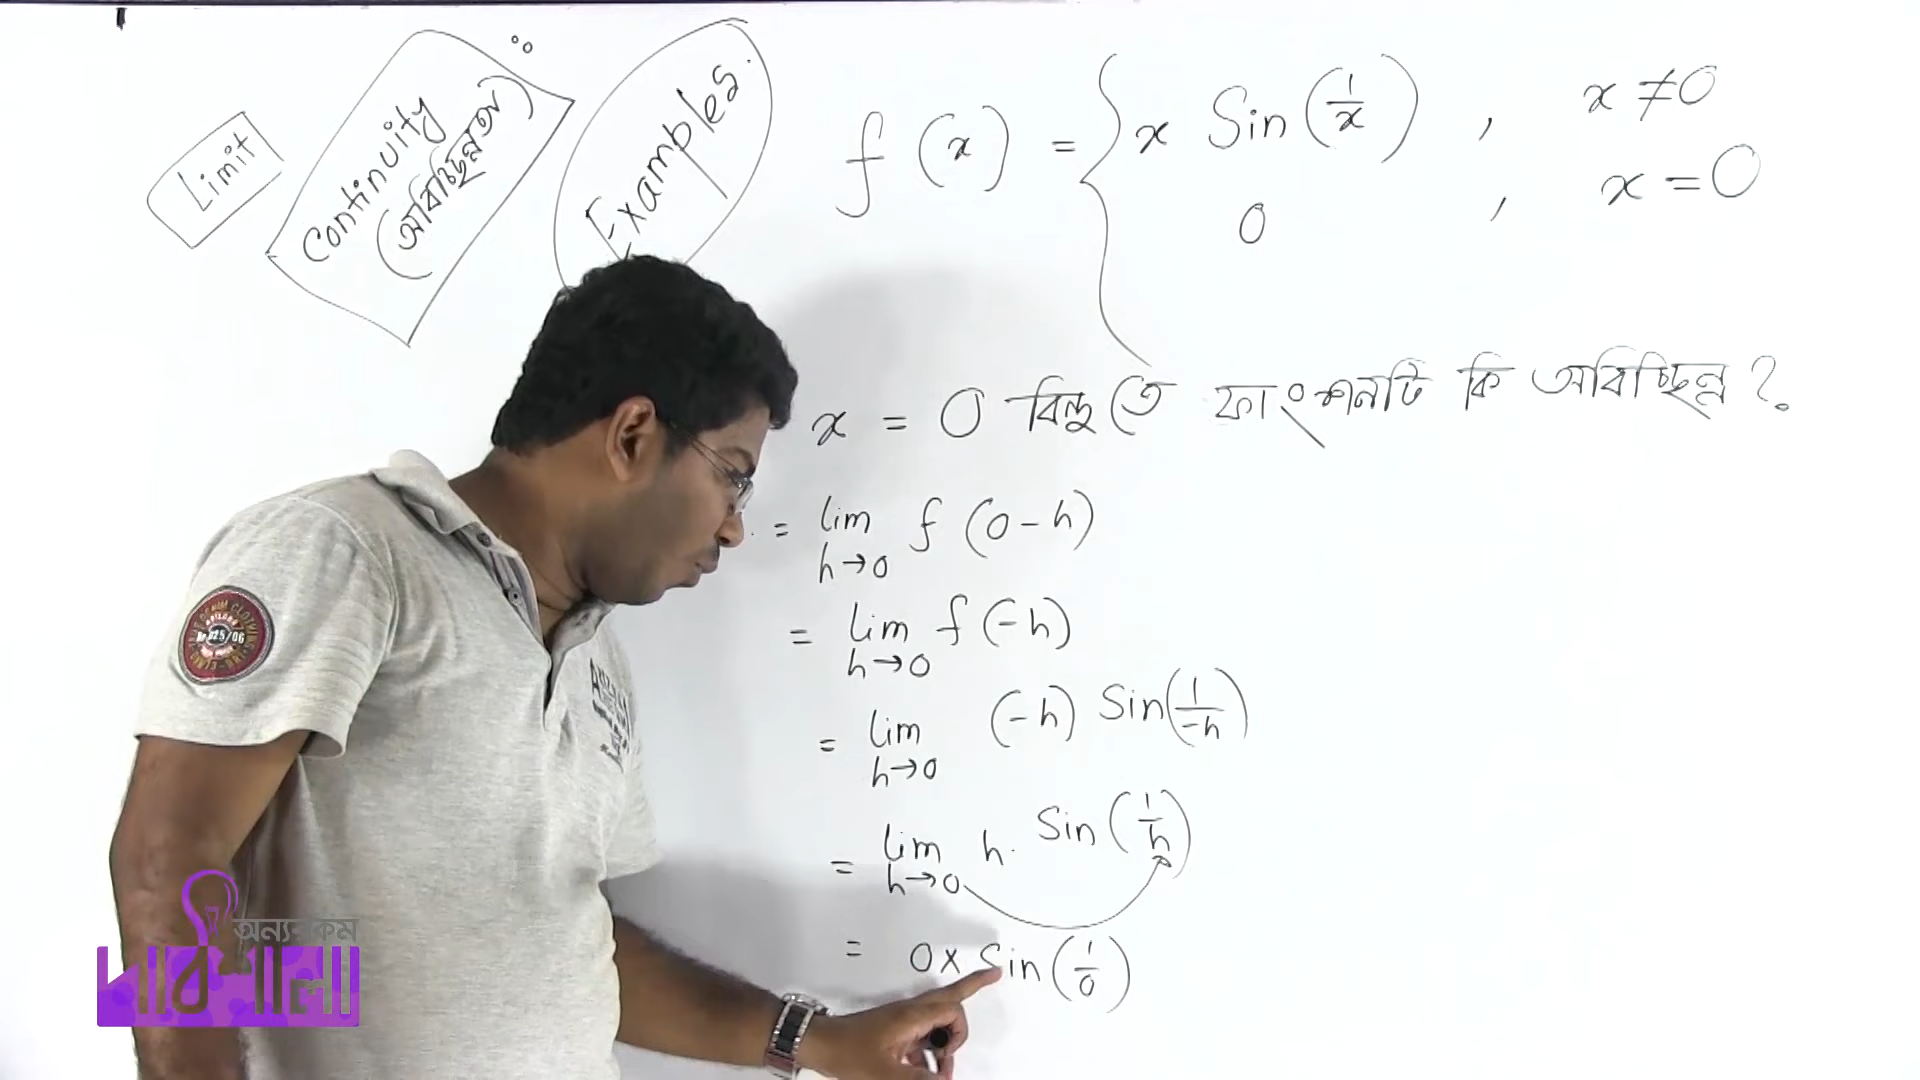 Limit
Continuity
(অবিচ্ছিন্নতা)
Examples.
f(x) = { x Sin(1/x) , x ≠ 0
0 , x = 0
x = 0 বিন্দুতে ফাংশনটি কি অবিচ্ছিন্ন ?
= lim h→0 f(0-h)
= lim h→0 f(-h)
= lim h→0 (-h) Sin(1/-h)
= lim h→0 h. Sin(1/h)
= 0 x Sin(1/0)
অন্যরকম
পাঠশালা